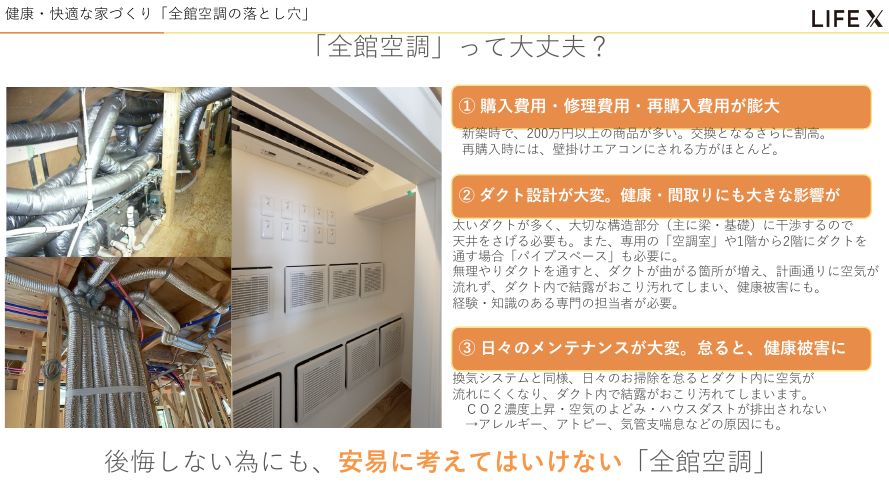 健康・快適な家づくり「全館空調の落とし穴」
LIFE X
「全館空調」って大丈夫？
① 購入費用・修理費用・再購入費用が膨大
新築時で、200万円以上の商品が多い。交換となるさらに割高。
再購入時には、壁掛けエアコンにされる方がほとんど。
② ダクト設計が大変。健康・間取りにも大きな影響が
太いダクトが多く、大切な構造部分（主に梁・基礎）に干渉するので
天井をさげる必要も。また、専用の「空調室」や1階から2階にダクトを
通す場合「パイプスペース」も必要に。
無理やりダクトを通すと、ダクトが曲がる箇所が増え、計画通りに空気が
流れず、ダクト内で結露がおこり汚れてしまい、健康被害にも。
経験・知識のある専門の担当者が必要。
③ 日々のメンテナンスが大変。怠ると、健康被害に
換気システムと同様、日々のお掃除を怠るとダクト内に空気が
流れにくくなり、ダクト内で結露がおこり汚れてしまいます。
ＣＯ２濃度上昇・空気のよどみ・ハウスダストが排出されない
→アレルギー、アトピー、気管支喘息などの原因にも。
後悔しない為にも、安易に考えてはいけない「全館空調」